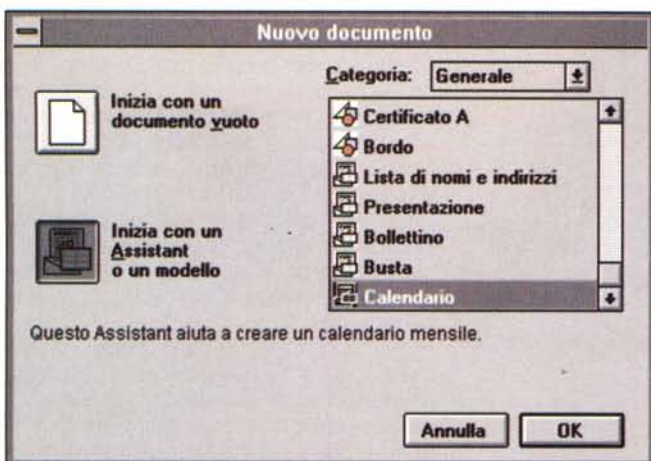 Nuovo documento
Inizia con un
documento vuoto
Inizia con un
Assistant
o un modello
Categoria: Generale
Certificato A
Bordo
Lista di nomi e indirizzi
Presentazione
Bollettino
Busta
Calendario
Questo Assistant aiuta a creare un calendario mensile.
Annulla OK